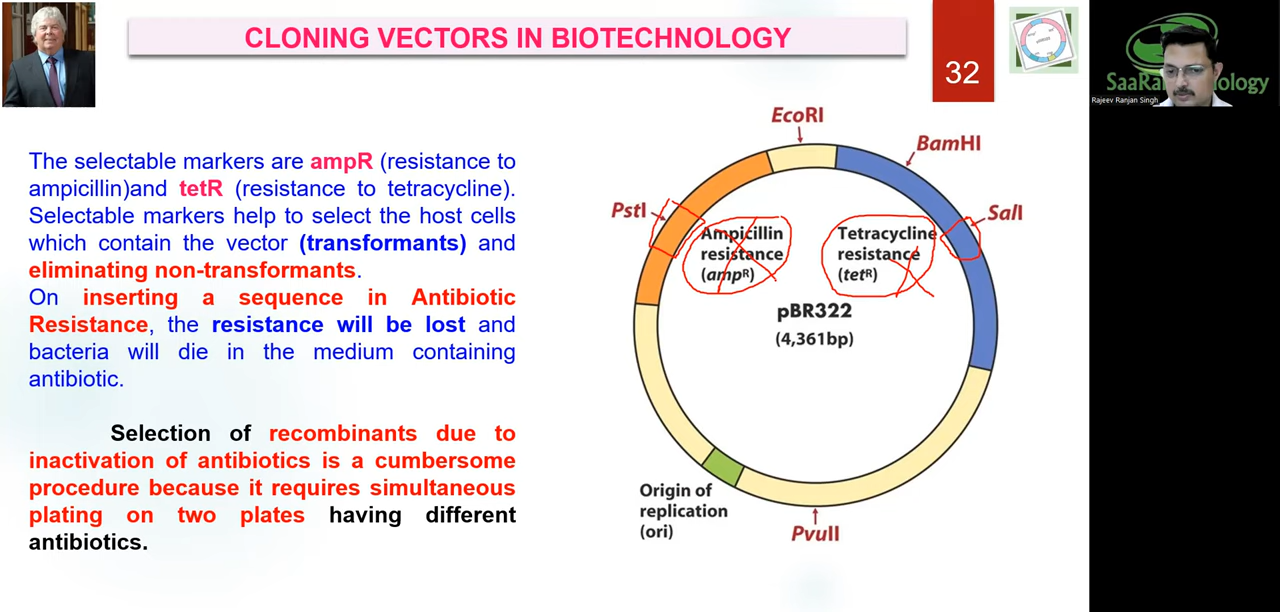 CLONING VECTORS IN BIOTECHNOLOGY
32
Rajeev Ranjan Singh
The selectable markers are ampR (resistance to
ampicillin)and tetR (resistance to tetracycline).
Selectable markers help to select the host cells
which contain the vector (transformants) and
eliminating non-transformants.
On inserting a sequence in Antibiotic
Resistance, the resistance will be lost and
bacteria will die in the medium containing
antibiotic.
Selection of recombinants due to
inactivation of antibiotics is a cumbersome
procedure because it requires simultaneous
plating on two plates having different
antibiotics.
EcoRI
BamHI
PstI
SalI
Ampicillin
resistance
(ampR)
Tetracycline
resistance
(tetR)
pBR322
(4,361bp)
Origin of
replication
(ori)
PvuII